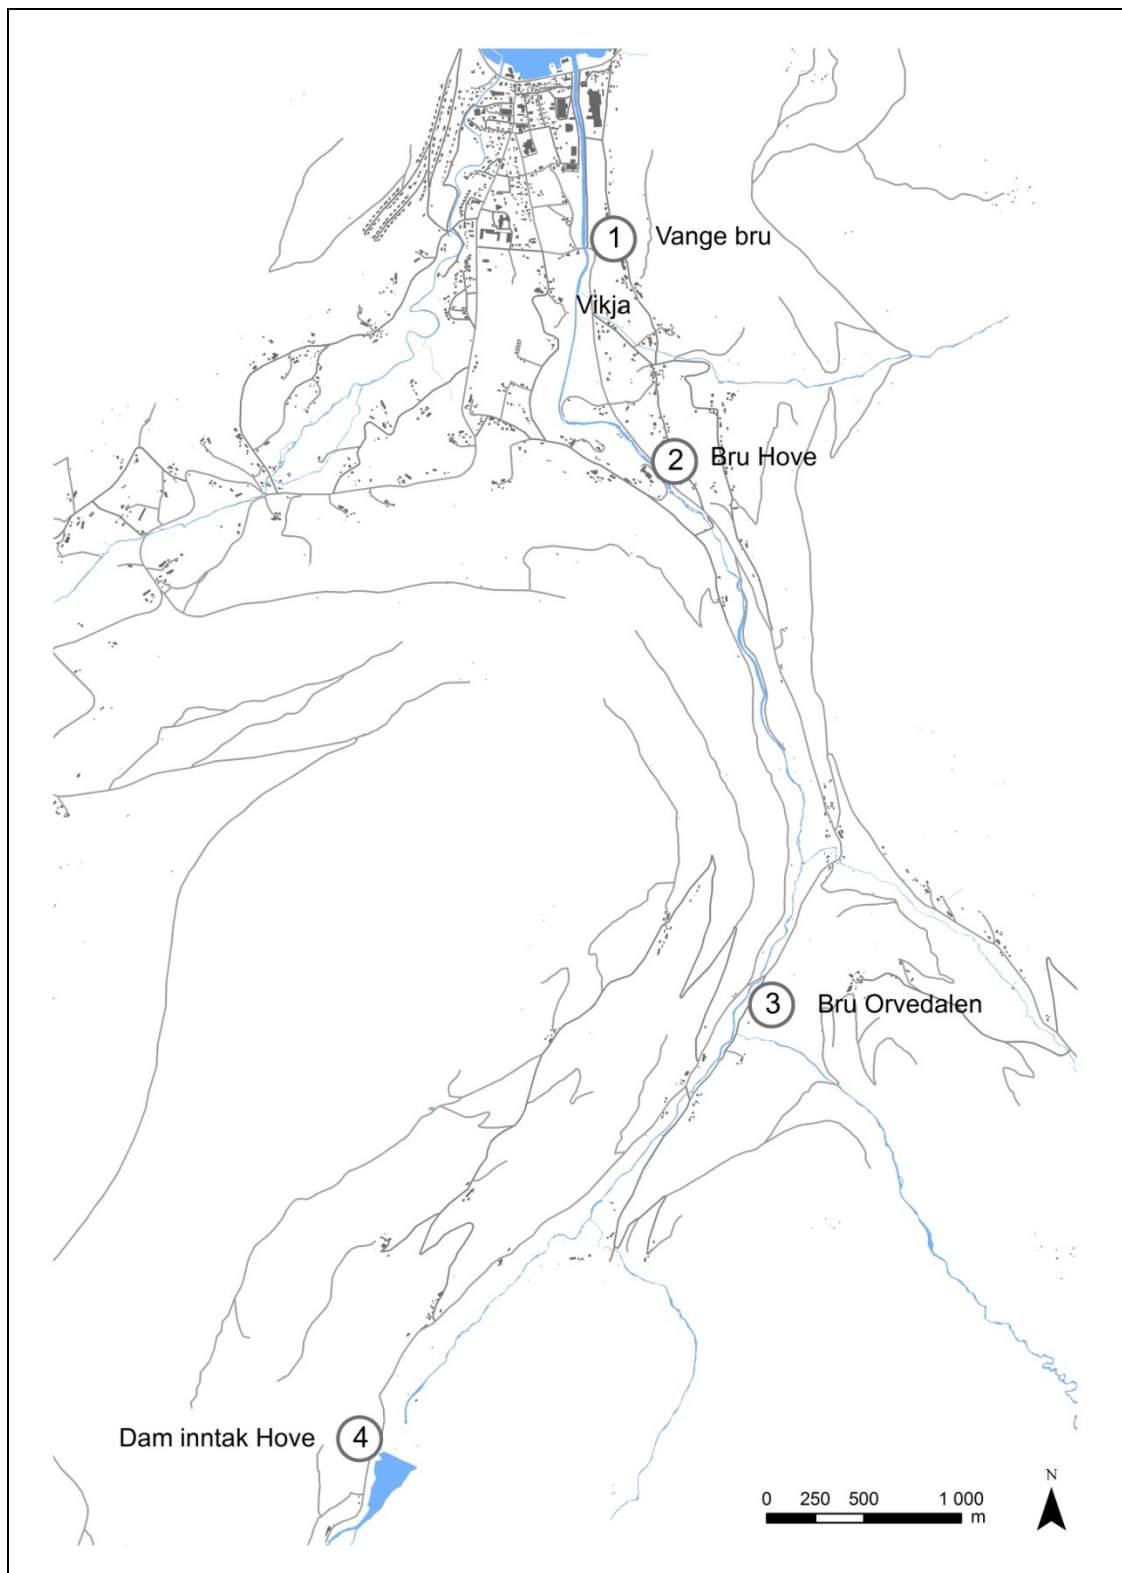 1 Vange bru
Vikja
2 Bru Hove
3 Bru Orvedalen
Dam inntak Hove 4
N
0 250 500 1 000
m